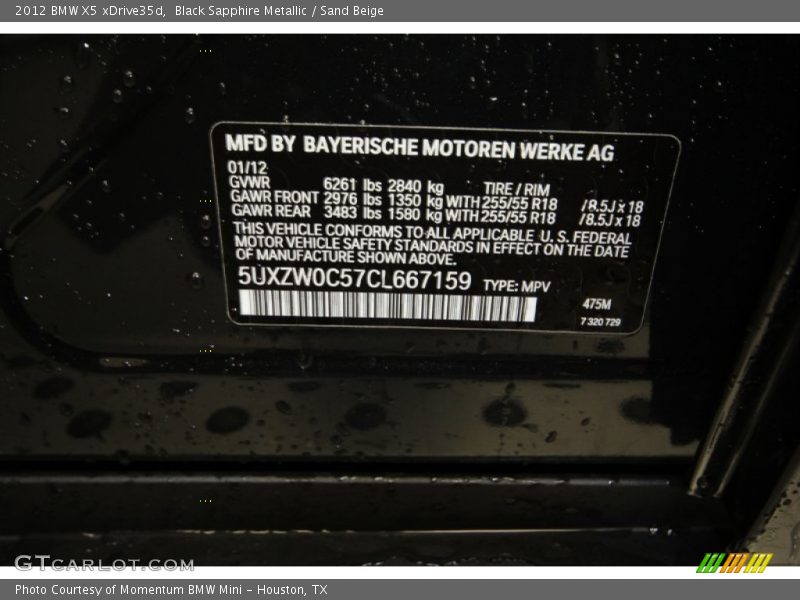 2012 BMW X5 xDrive35d, Black Sapphire Metallic / Sand Beige
MFD BY BAYERISCHE MOTOREN WERKE AG
01/12
GVWR 6261 lbs 2840 kg TIRE / RIM
GAWR FRONT 2976 lbs 1350 kg WITH 255/55 R18 /8.5J x 18
GAWR REAR 3483 lbs 1580 kg WITH 255/55 R18 /8.5J x 18
THIS VEHICLE CONFORMS TO ALL APPLICABLE U.S. FEDERAL
MOTOR VEHICLE SAFETY STANDARDS IN EFFECT ON THE DATE
OF MANUFACTURE SHOWN ABOVE.
5UXZW0C57CL667159 TYPE: MPV
475M
7 320 729
GTCARLOT.COM
Photo Courtesy of Momentum BMW Mini - Houston, TX